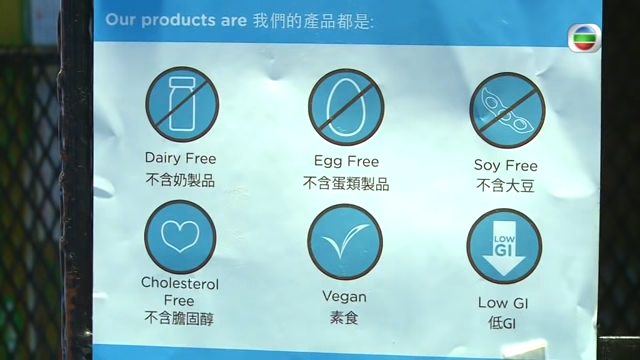 Our products are 我們的產品都是:
Dairy Free
不含奶製品
Egg Free
不含蛋類製品
Soy Free
不含大豆
Cholesterol
Free
不含膽固醇
Vegan
素食
LOW
GI
Low GI
低GI